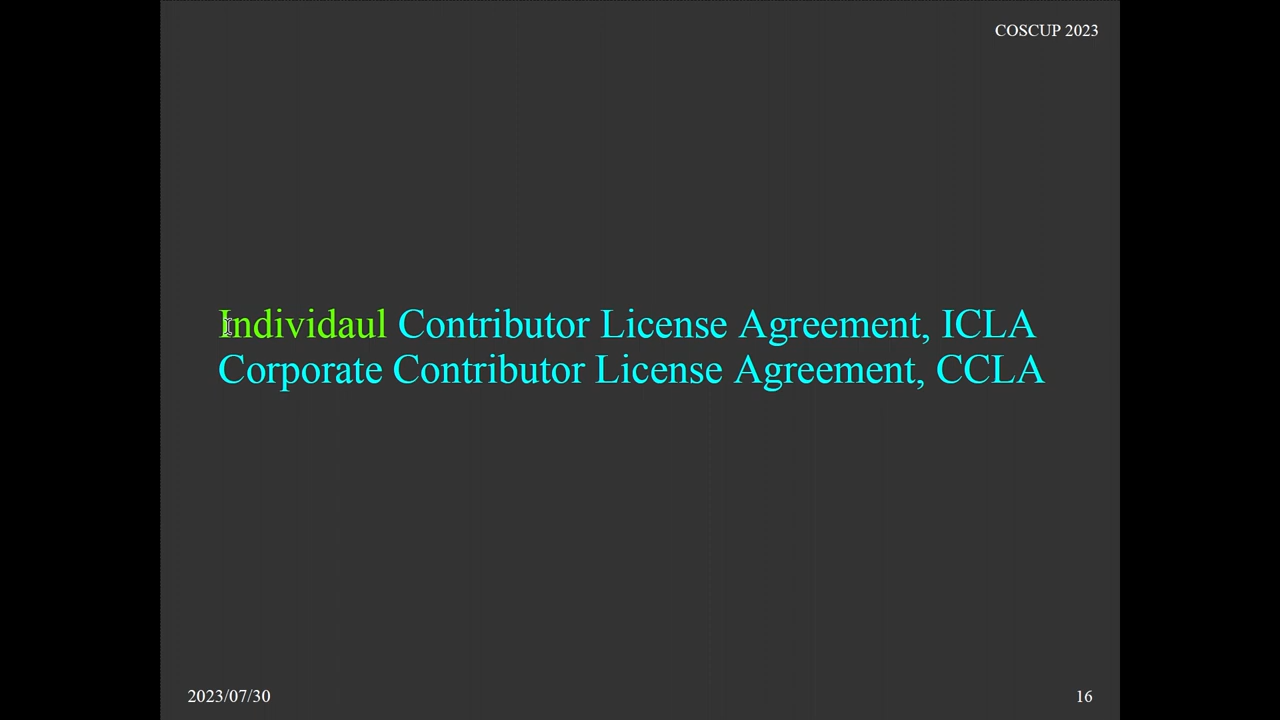 COSCUP 2023
Individaul Contributor License Agreement, ICLA
Corporate Contributor License Agreement, CCLA
2023/07/30
16